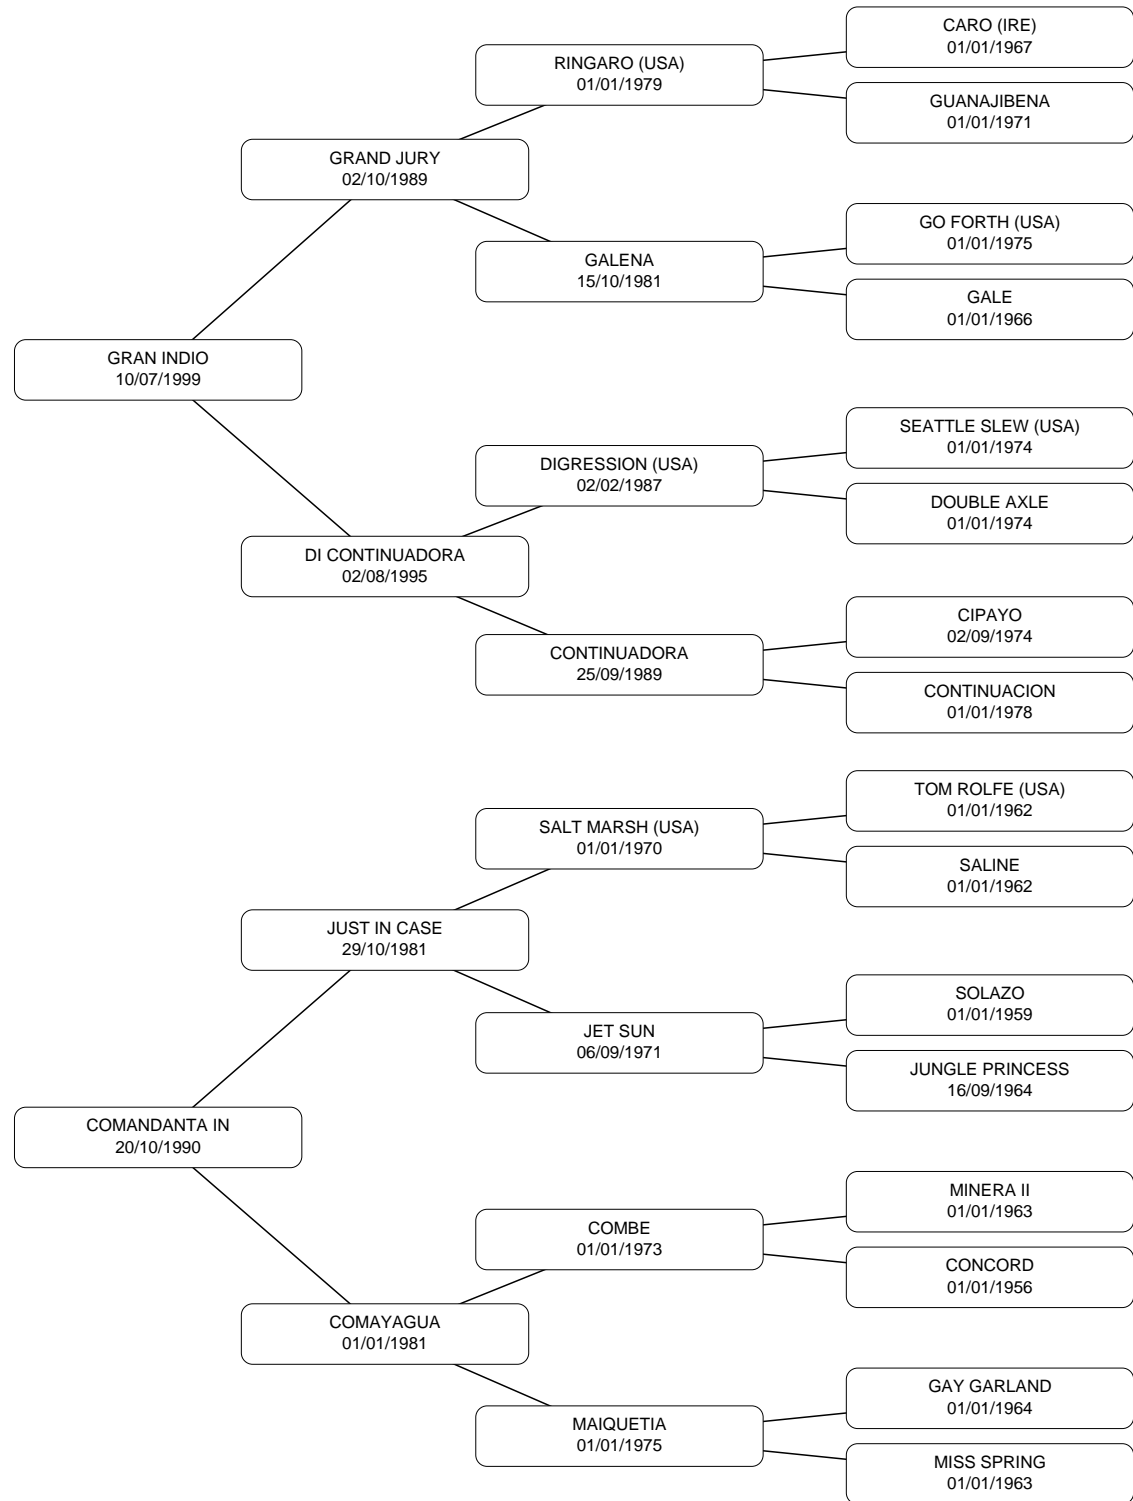 CARO (IRE)
01/01/1967
RINGARO (USA)
01/01/1979
GUANAJIBENA
01/01/1971
GRAND JURY
02/10/1989
GO FORTH (USA)
01/01/1975
GALENA
15/10/1981
GALE
01/01/1966
GRAN INDIO
10/07/1999
SEATTLE SLEW (USA)
01/01/1974
DIGRESSION (USA)
02/02/1987
DOUBLE AXLE
01/01/1974
DI CONTINUADORA
02/08/1995
CIPAYO
02/09/1974
CONTINUADORA
25/09/1989
CONTINUACION
01/01/1978
TOM ROLFE (USA)
01/01/1962
SALT MARSH (USA)
01/01/1970
SALINE
01/01/1962
JUST IN CASE
29/10/1981
SOLAZO
01/01/1959
JET SUN
06/09/1971
JUNGLE PRINCESS
16/09/1964
COMANDANTA IN
20/10/1990
MINERA II
01/01/1963
COMBE
01/01/1973
CONCORD
01/01/1956
COMAYAGUA
01/01/1981
GAY GARLAND
01/01/1964
MAIQUETIA
01/01/1975
MISS SPRING
01/01/1963